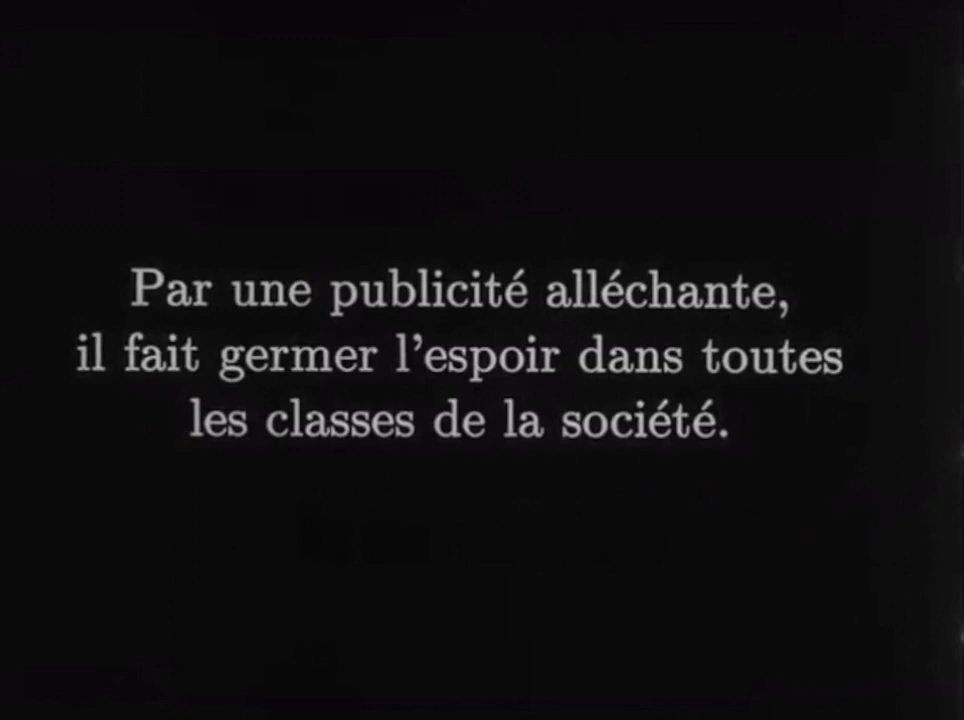 Par une publicité alléchante,
il fait germer l'espoir dans toutes
les classes de la société.